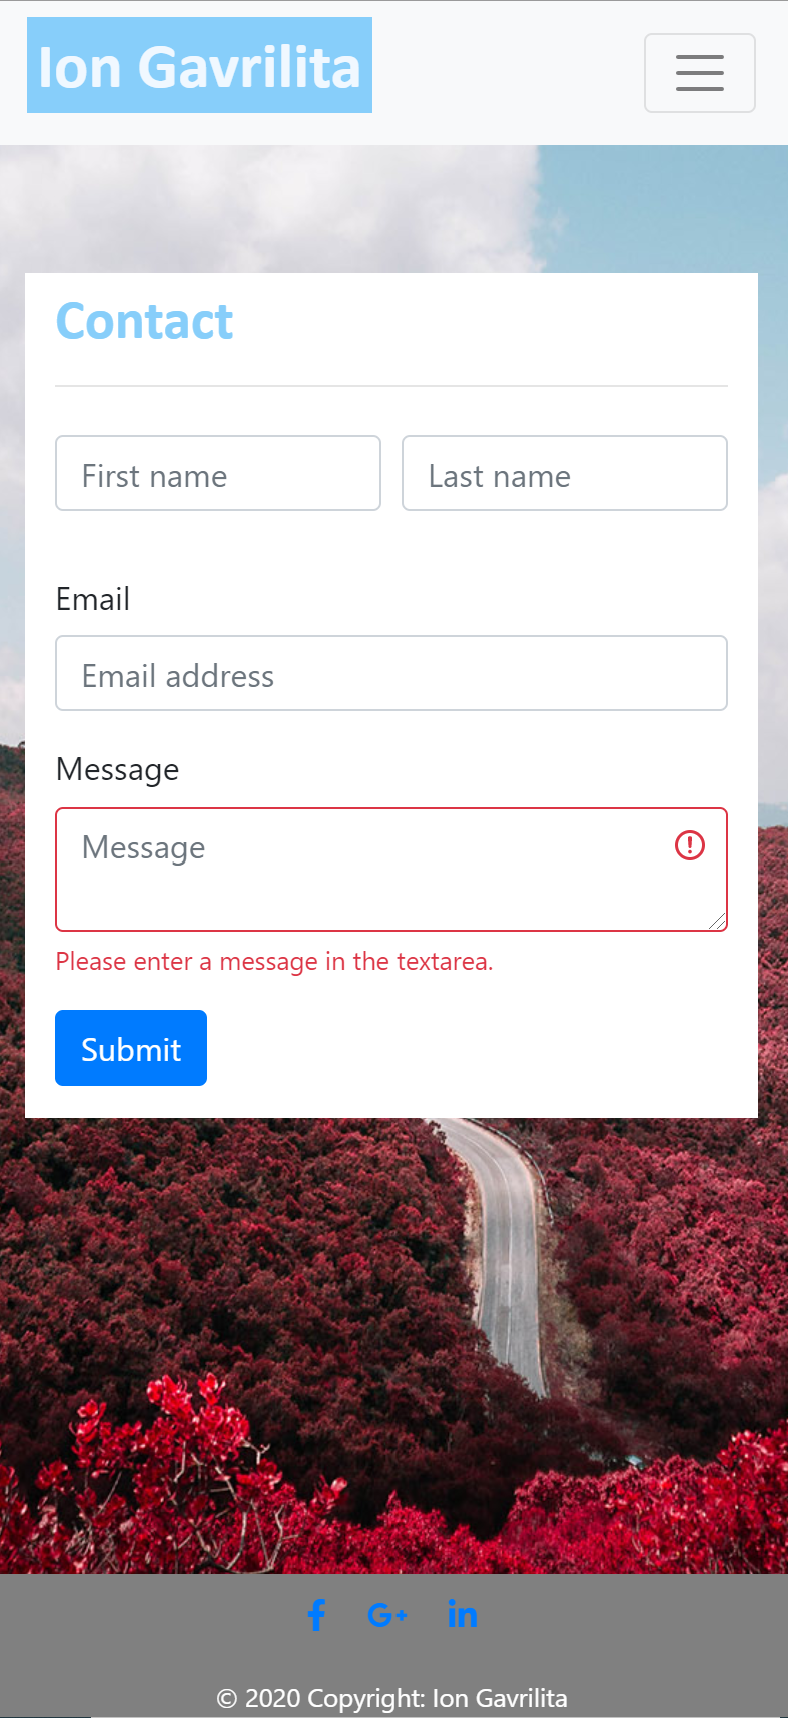 Ion Gavrilita
Contact
First name
Last name
Email
Email address
Message
Message
Please enter a message in the textarea.
Submit
© 2020 Copyright: Ion Gavrilita